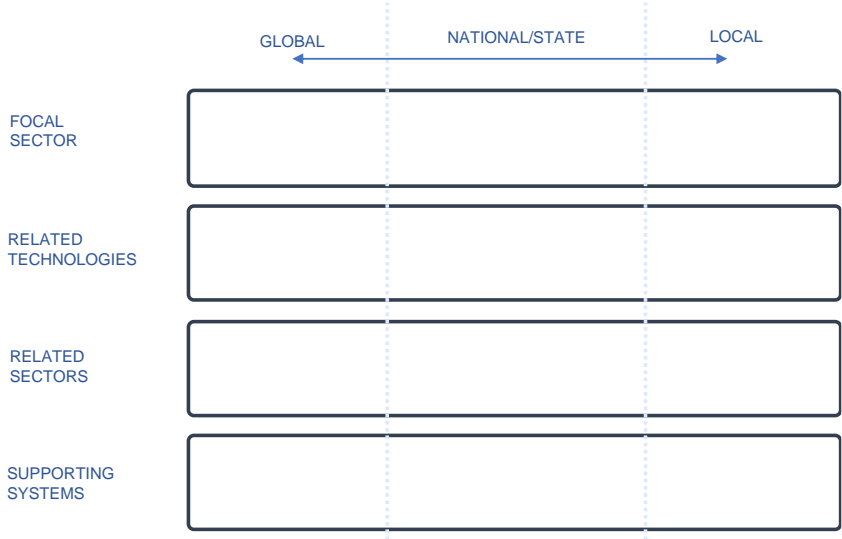 GLOBAL NATIONAL/STATE LOCAL
FOCAL
SECTOR
RELATED
TECHNOLOGIES
RELATED
SECTORS
SUPPORTING
SYSTEMS